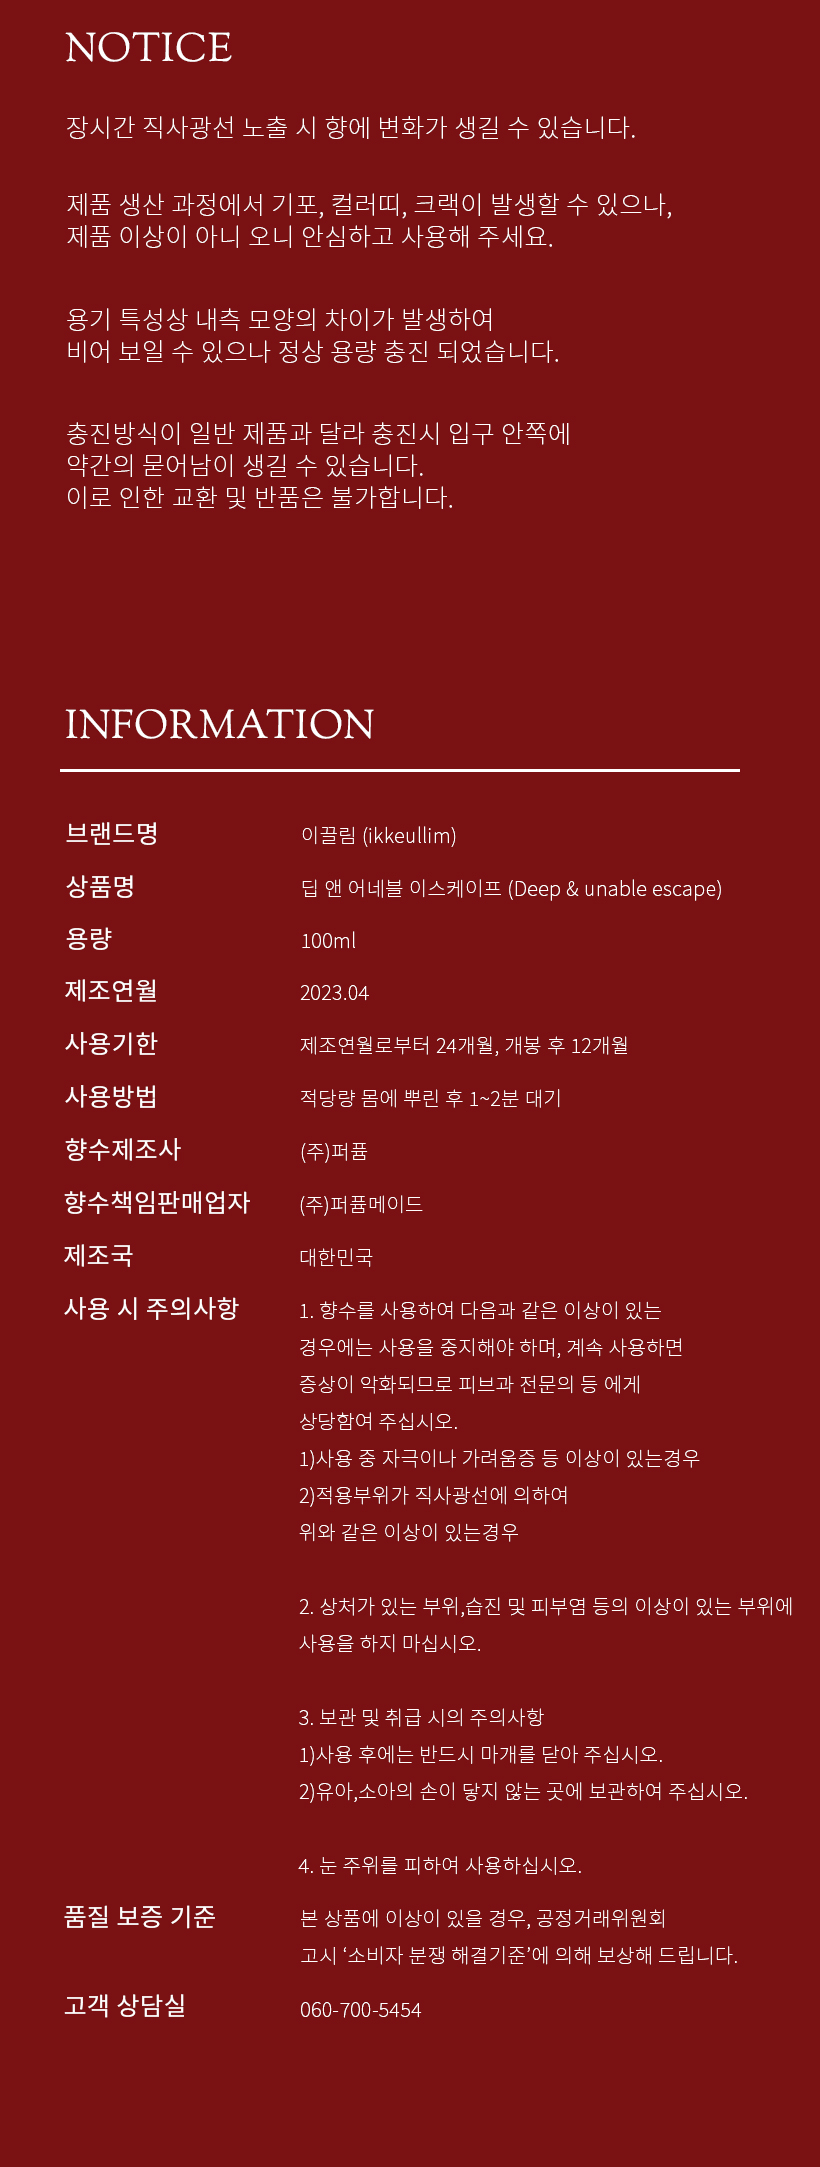 NOTICE
장시간 직사광선 노출 시 향에 변화가 생길 수 있습니다.
제품 생산 과정에서 기포, 컬러띠, 크랙이 발생할 수 있으나,
제품 이상이 아니 오니 안심하고 사용해 주세요.
용기 특성상 내측 모양의 차이가 발생하여
비어 보일 수 있으나 정상 용량 충진 되었습니다.
충진방식이 일반 제품과 달라 충진시 입구 안쪽에
약간의 묻어남이 생길 수 있습니다.
이로 인한 교환 및 반품은 불가합니다.
INFORMATION
브랜드명 이끌림 (ikkeullim)
상품명 딥 앤 어네블 이스케이프 (Deep & unable escape)
용량 100ml
제조연월 2023.04
사용기한 제조연월로부터 24개월, 개봉 후 12개월
사용방법 적당량 몸에 뿌린 후 1~2분 대기
향수제조사 (주)퍼퓸
향수책임판매업자 (주)퍼퓸메이드
제조국 대한민국
사용 시 주의사항 1. 향수를 사용하여 다음과 같은 이상이 있는
경우에는 사용을 중지해야 하며, 계속 사용하면
증상이 악화되므로 피브과 전문의 등 에게
상당함여 주십시오.
1)사용 중 자극이나 가려움증 등 이상이 있는경우
2)적용부위가 직사광선에 의하여
위와 같은 이상이 있는경우
2. 상처가 있는 부위,습진 및 피부염 등의 이상이 있는 부위에
사용을 하지 마십시오.
3. 보관 및 취급 시의 주의사항
1)사용 후에는 반드시 마개를 닫아 주십시오.
2)유아,소아의 손이 닿지 않는 곳에 보관하여 주십시오.
4. 눈 주위를 피하여 사용하십시오.
품질 보증 기준 본 상품에 이상이 있을 경우, 공정거래위원회
고시 ‘소비자 분쟁 해결기준’에 의해 보상해 드립니다.
고객 상담실 060-700-5454